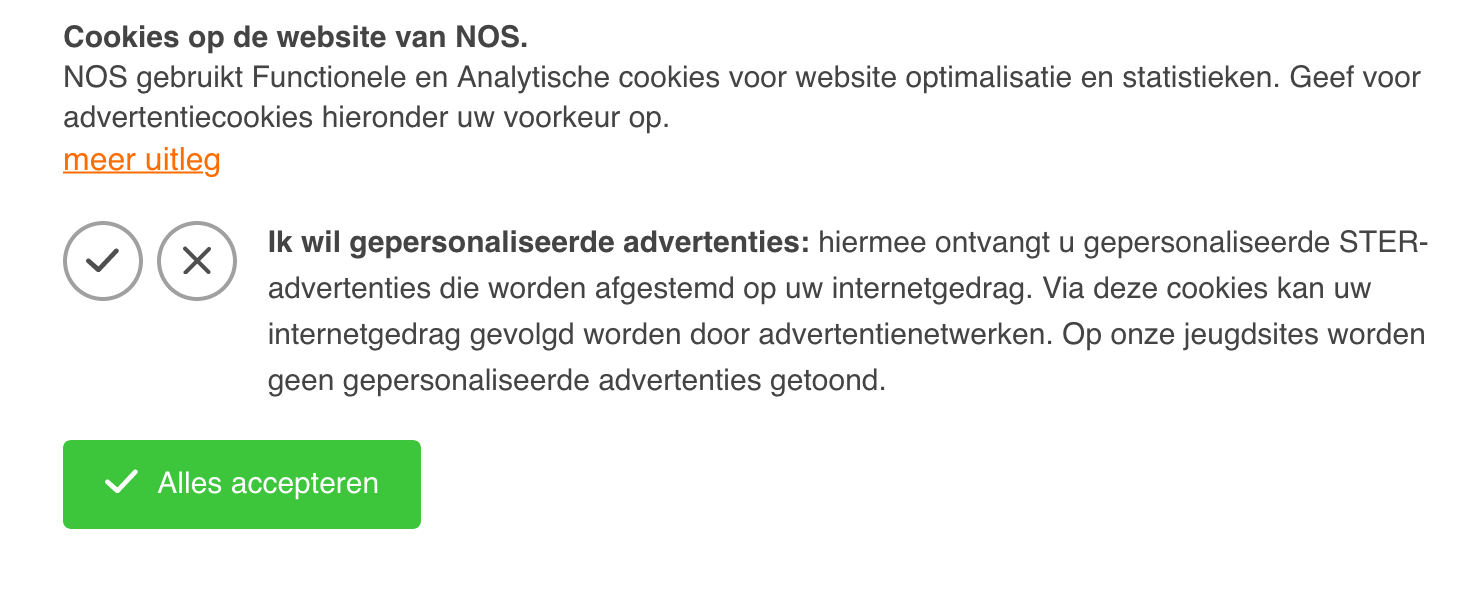 Cookies op de website van NOS.
NOS gebruikt Functionele en Analytische cookies voor website optimalisatie en statistieken. Geef voor
advertentiecookies hieronder uw voorkeur op.
meer uitleg
Ik wil gepersonaliseerde advertenties: hiermee ontvangt u gepersonaliseerde STER-
advertenties die worden afgestemd op uw internetgedrag. Via deze cookies kan uw
internetgedrag gevolgd worden door advertentienetwerken. Op onze jeugdsites worden
geen gepersonaliseerde advertenties getoond.
Alles accepteren